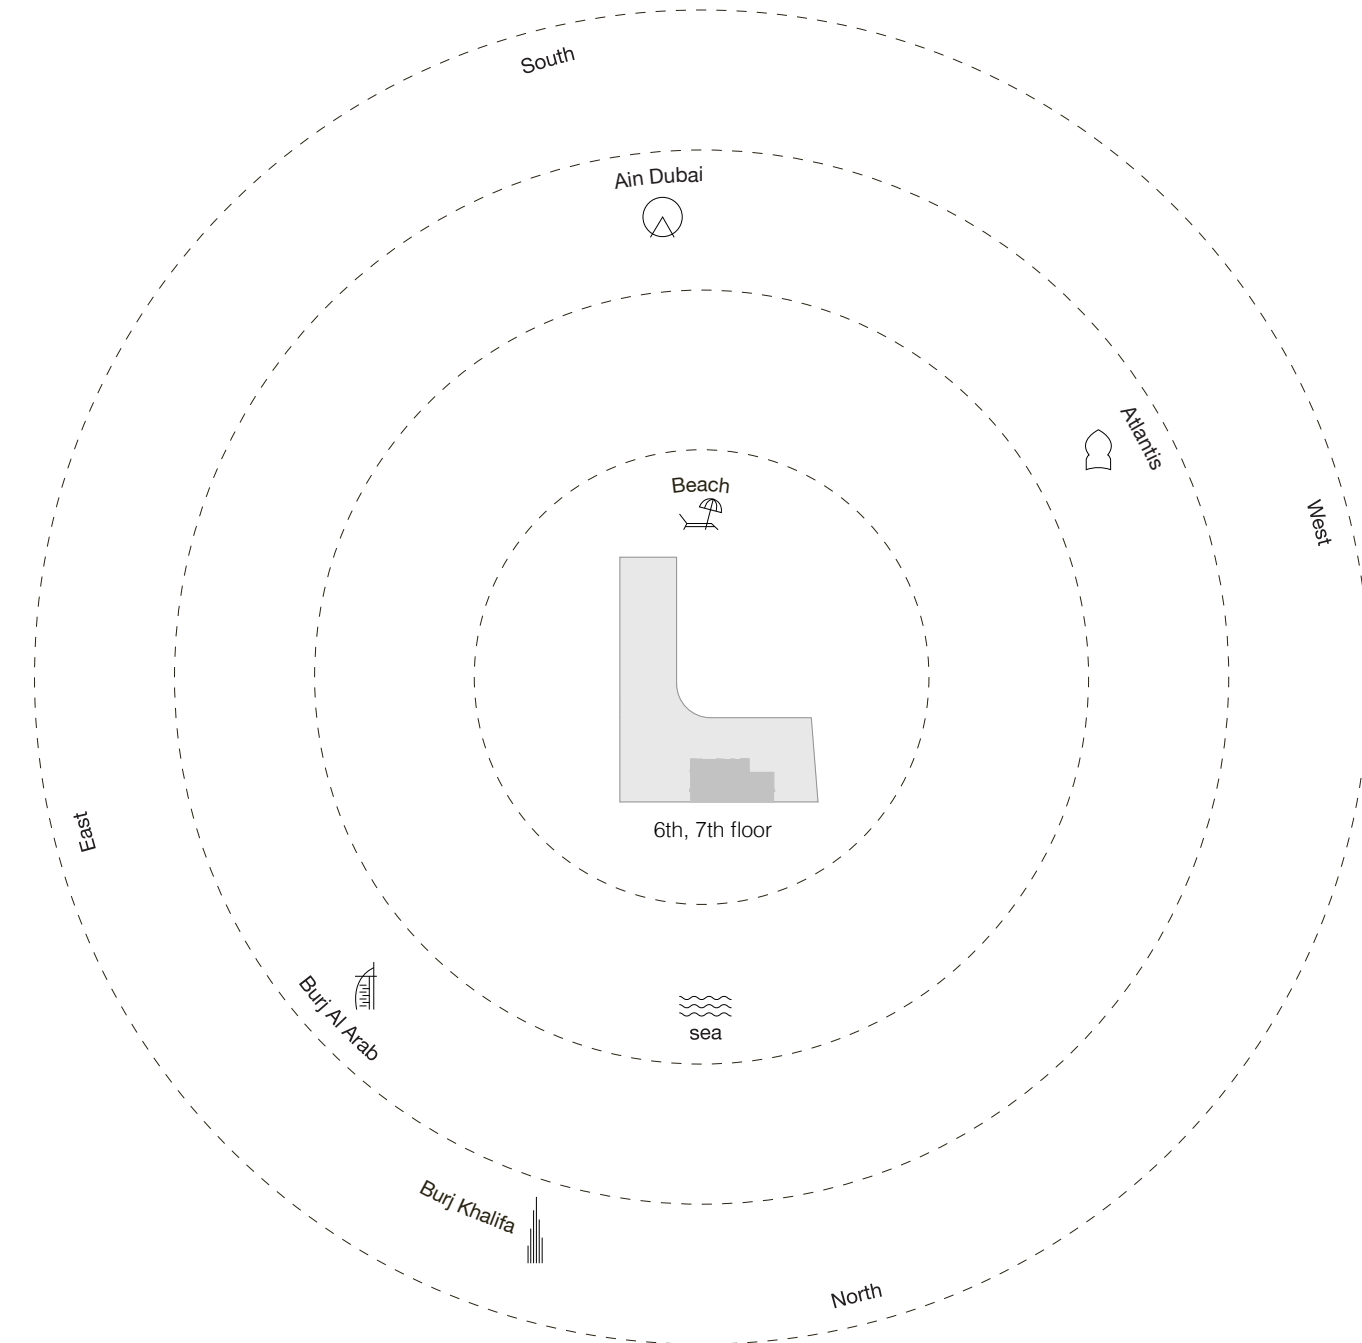 South
Ain Dubai
Atlantis
Beach
West
6th, 7th floor
East
Burj Al Arab
sea
Burj Khalifa
North